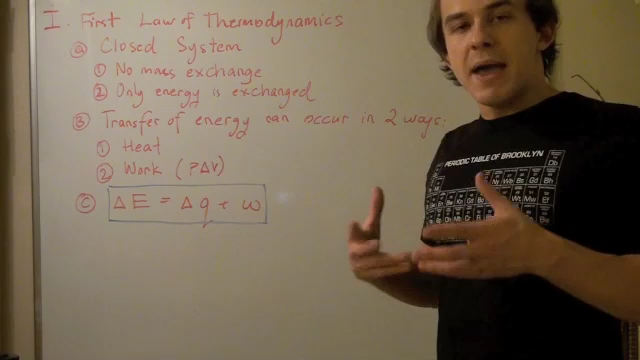 I. First Law of Thermodynamics
a Closed System
1 No mass exchange
2 Only energy is exchanged
B Transfer of energy can occur in 2 ways:
1 Heat
2 Work (PΔV)
C ΔE = Δq + w
PERIODIC TABLE OF BROOKLYN